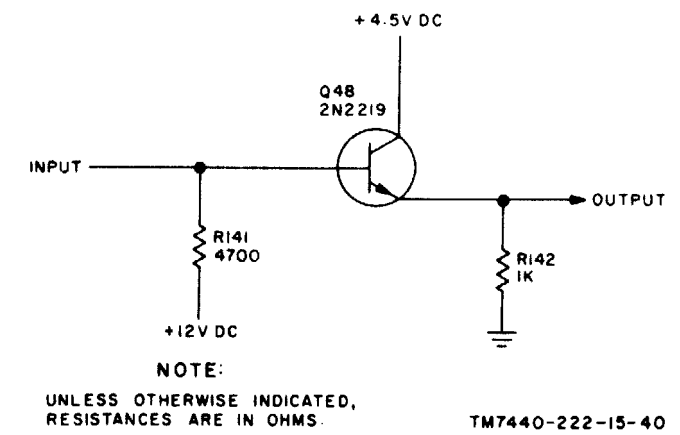 + 4.5V DC
Q48
2N2219
INPUT
OUTPUT
R141
4700
R142
1K
+12V DC
NOTE:
UNLESS OTHERWISE INDICATED,
RESISTANCES ARE IN OHMS.
TM7440-222-15-40